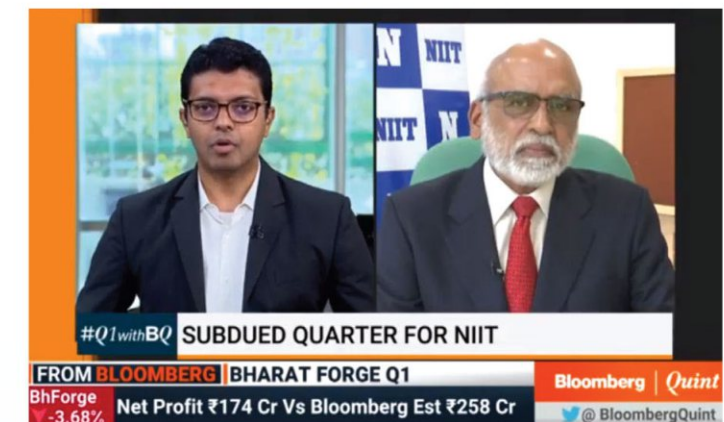 N NIIT
NIIT N
#Q1withBQ SUBDUED QUARTER FOR NIIT
FROM BLOOMBERG BHARAT FORGE Q1
Bloomberg | Quint
BhForge
-3.68% Net Profit ₹174 Cr Vs Bloomberg Est ₹258 Cr
@ BloombergQuint